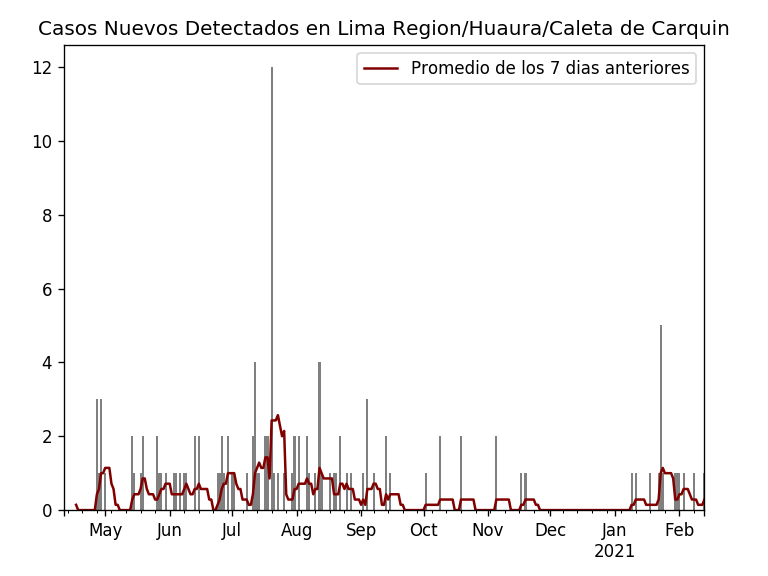 Casos Nuevos Detectados en Lima Region/Huaura/Caleta de Carquin
Promedio de los 7 dias anteriores
12
10
8
6
4
2
0
May Jun Jul Aug Sep Oct Nov Dec Jan Feb
2021